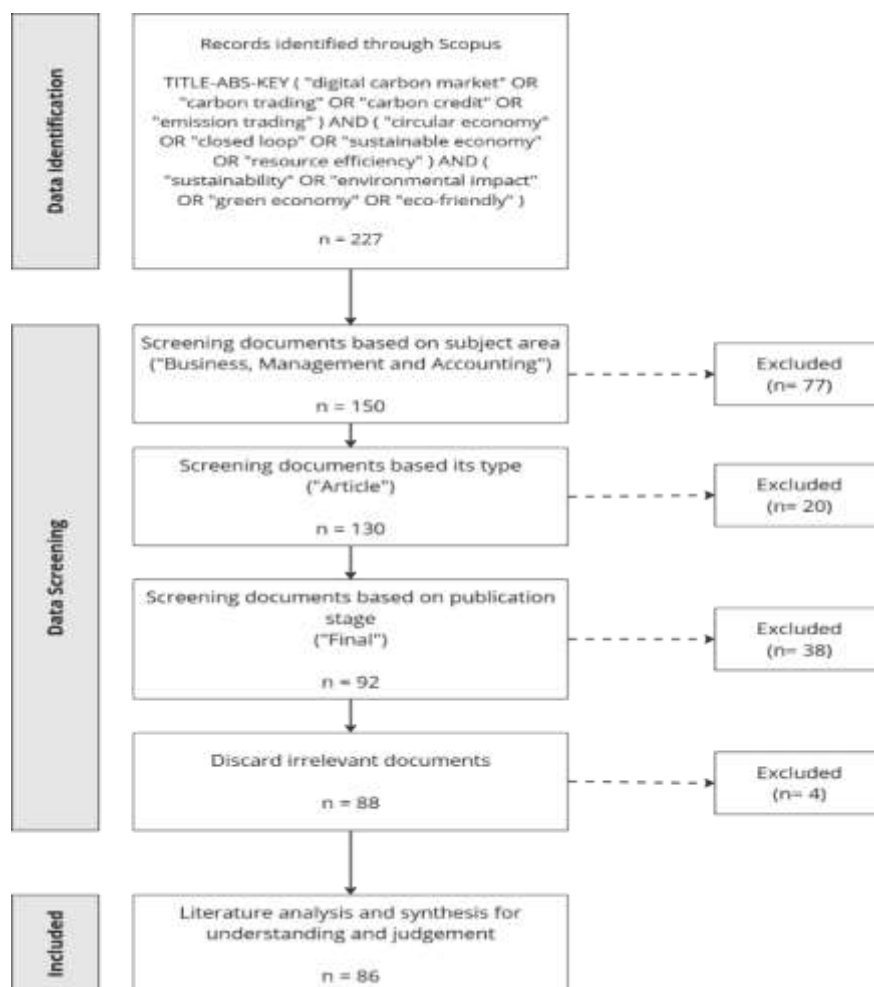 Data Identification
Records identified through Scopus
TITLE-ABS-KEY ( "digital carbon market" OR
"carbon trading" OR "carbon credit" OR
"emission trading" ) AND ( "circular economy"
OR "closed loop" OR "sustainable economy"
OR "resource efficiency" ) AND (
"sustainability" OR "environmental impact"
OR "green economy" OR "eco-friendly" )
n = 227
Data Screening
Screening documents based on subject area
("Business, Management and Accounting")
n = 150
Excluded
(n= 77)
Screening documents based its type
("Article")
n = 130
Excluded
(n= 20)
Screening documents based on publication
stage
("Final")
n = 92
Excluded
(n= 38)
Discard irrelevant documents
n = 88
Excluded
(n= 4)
Included
Literature analysis and synthesis for
understanding and judgement
n = 86